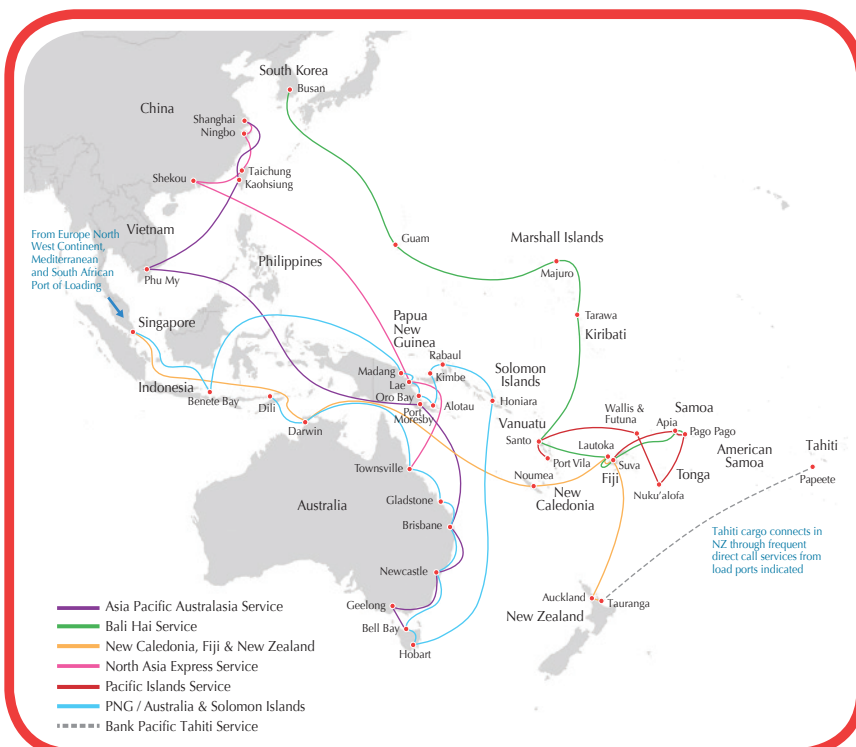 South Korea
Busan
China
Shanghai
Ningbo
Taichung
Kaohsiung
Shekou
From Europe North
West Continent,
Mediterranean
and South African
Port of Loading
Vietnam
Phu My
Philippines
Guam
Marshall Islands
Majuro
Tarawa
Kiribati
Singapore
Indonesia
Benete Bay
Dili
Darwin
Papua
New
Guinea
Madang
Lae
Oro Bay
Port
Moresby
Rabaul
Kimbe
Alotau
Solomon
Islands
Honiara
Vanuatu
Santo
Port Vila
Wallis &
Futuna
Samoa
Apia
Pago Pago
American
Samoa
Tahiti
Papeete
Lautoka
Suva
Fiji
Tonga
Nuku'alofa
Noumea
New
Caledonia
Townsville
Australia
Gladstone
Brisbane
Newcastle
Geelong
Bell Bay
Hobart
Tahiti cargo connects in
NZ through frequent
direct call services from
load ports indicated
Auckland
Tauranga
New Zealand
Asia Pacific Australasia Service
Bali Hai Service
New Caledonia, Fiji & New Zealand
North Asia Express Service
Pacific Islands Service
PNG / Australia & Solomon Islands
Bank Pacific Tahiti Service